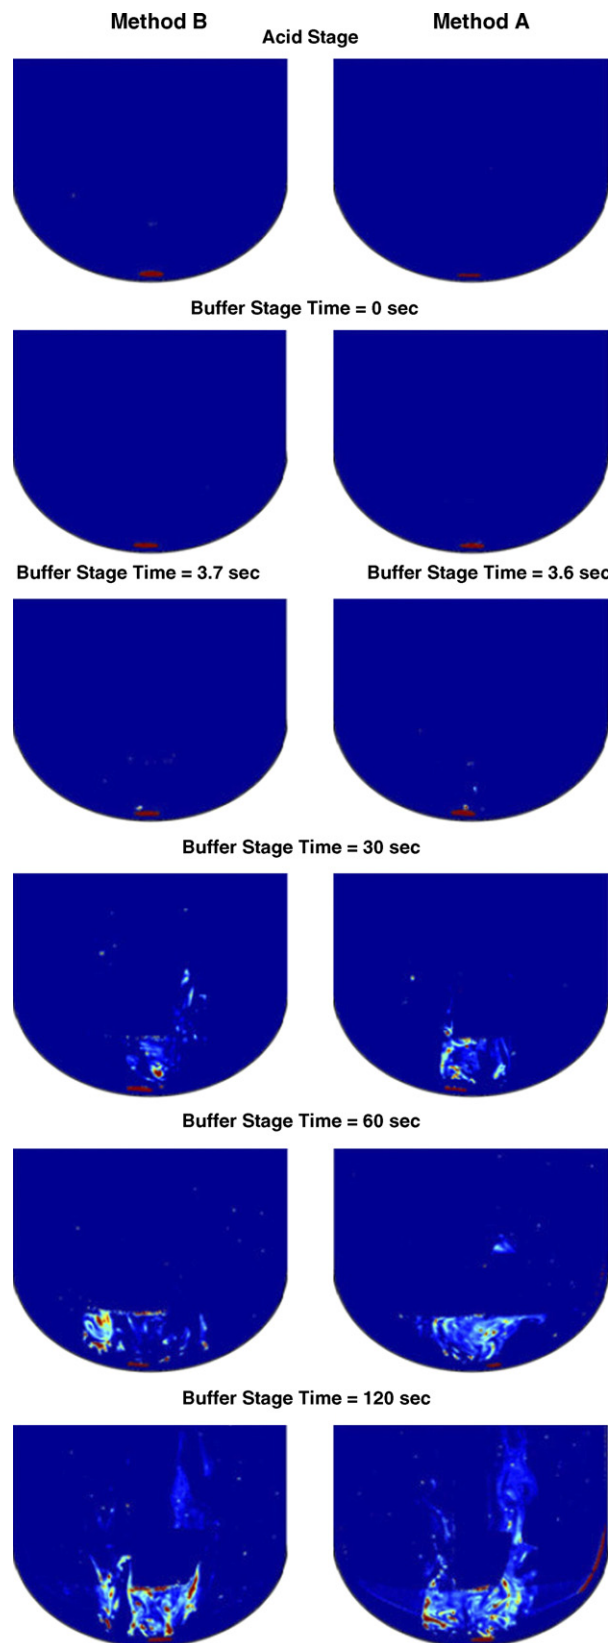 Method B
Method A
Acid Stage
Buffer Stage Time = 0 sec
Buffer Stage Time = 3.7 sec
Buffer Stage Time = 3.6 sec
Buffer Stage Time = 30 sec
Buffer Stage Time = 60 sec
Buffer Stage Time = 120 sec